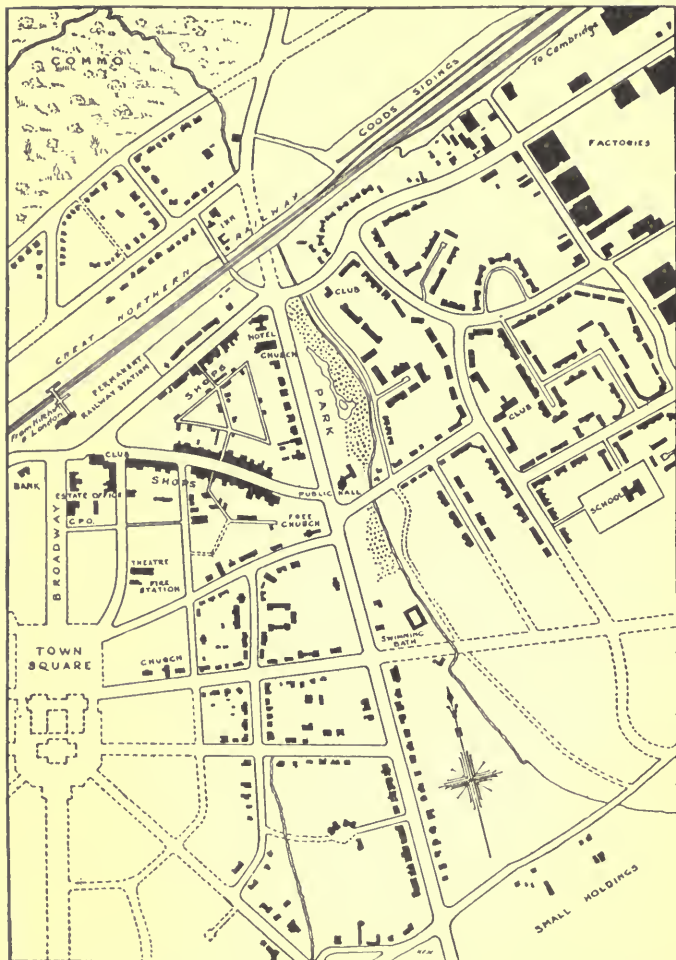 COMMO
To Cambridge
GOODS SIDINGS
FACTORIES
GREAT NORTHERN RAILWAY
INN
CLUB
HOTEL
CHURCH
SHOPS
PERMANENT
RAILWAY STATION
PARK
From Hitchin
& London
CLUB
CLUB
BANK
SHOPS
ESTATE OFFICE
PUBLIC HALL
SCHOOL
G.P.O.
FREE
CHURCH
BROADWAY
THEATRE
FIRE
STATION
SWIMMING
BATH
TOWN
SQUARE
CHURCH
SMALL HOLDINGS